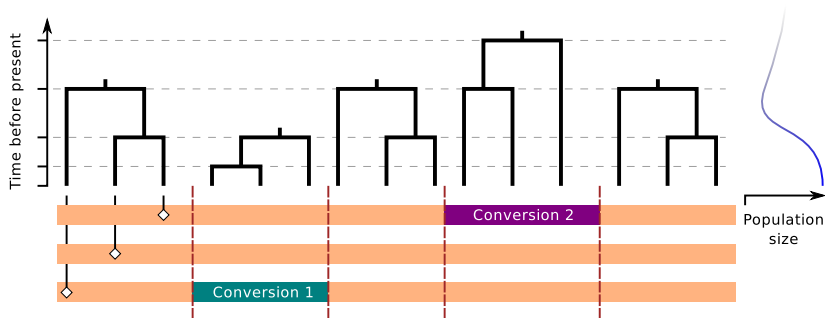 Time before present
Conversion 2
Population
size
Conversion 1